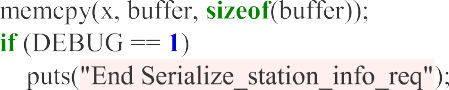 memcpy(x, buffer, sizeof(buffer));
if (DEBUG == 1)
puts("End Serialize_station_info_req");